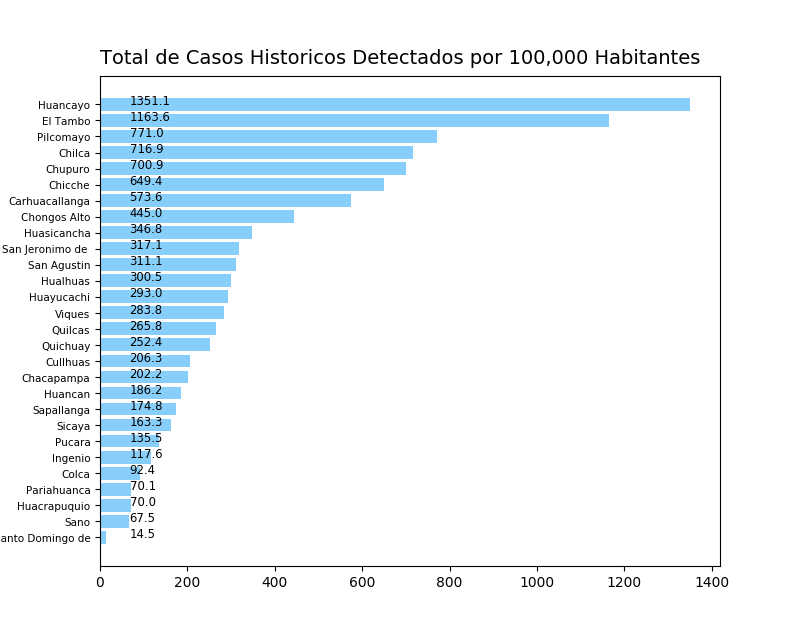 Total de Casos Historicos Detectados por 100,000 Habitantes
Huancayo 1351.1
El Tambo 1163.6
Pilcomayo 771.0
Chilca 716.9
Chupuro 700.9
Chicche 649.4
Carhuacallanga 573.6
Chongos Alto 445.0
Huasicancha 346.8
San Jeronimo de 317.1
San Agustin 311.1
Hualhuas 300.5
Huayucachi 293.0
Viques 283.8
Quilcas 265.8
Quichuay 252.4
Cullhuas 206.3
Chacapampa 202.2
Huancan 186.2
Sapallanga 174.8
Sicaya 163.3
Pucara 135.5
Ingenio 117.6
Colca 92.4
Pariahuanca 70.1
Huacrapuquio 70.0
Sano 67.5
anto Domingo de 14.5
0 200 400 600 800 1000 1200 1400